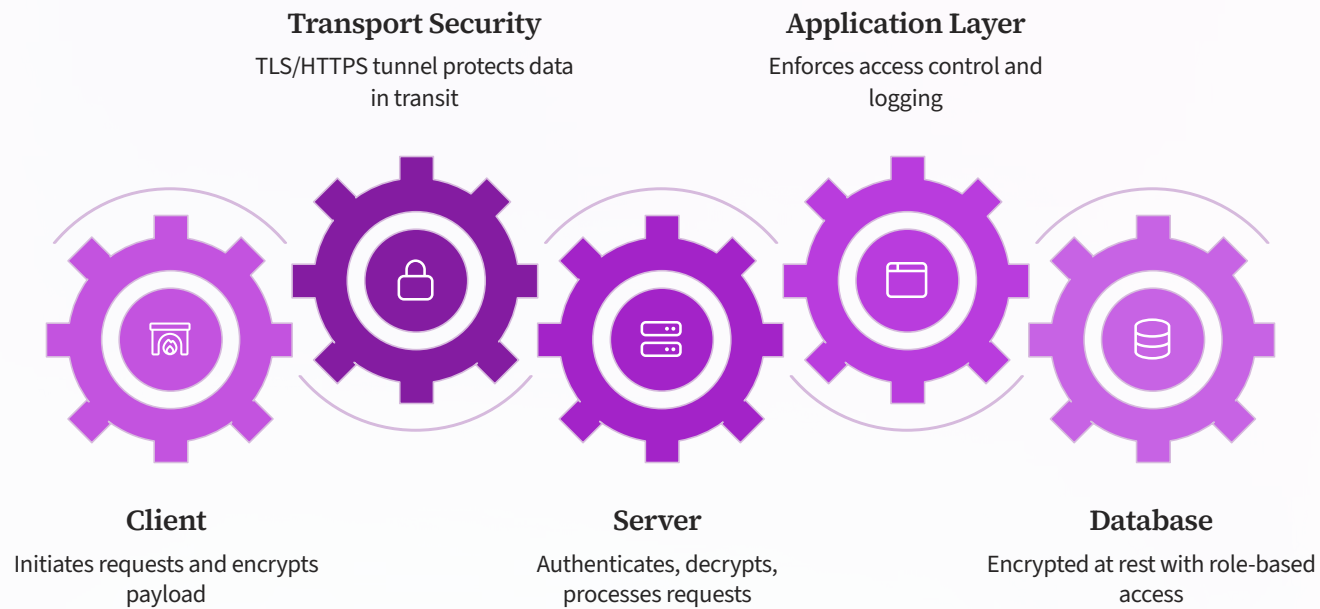 Transport Security
TLS/HTTPS tunnel protects data
in transit
Application Layer
Enforces access control and
logging
Client
Initiates requests and encrypts
payload
Server
Authenticates, decrypts,
processes requests
Database
Encrypted at rest with role-based
access